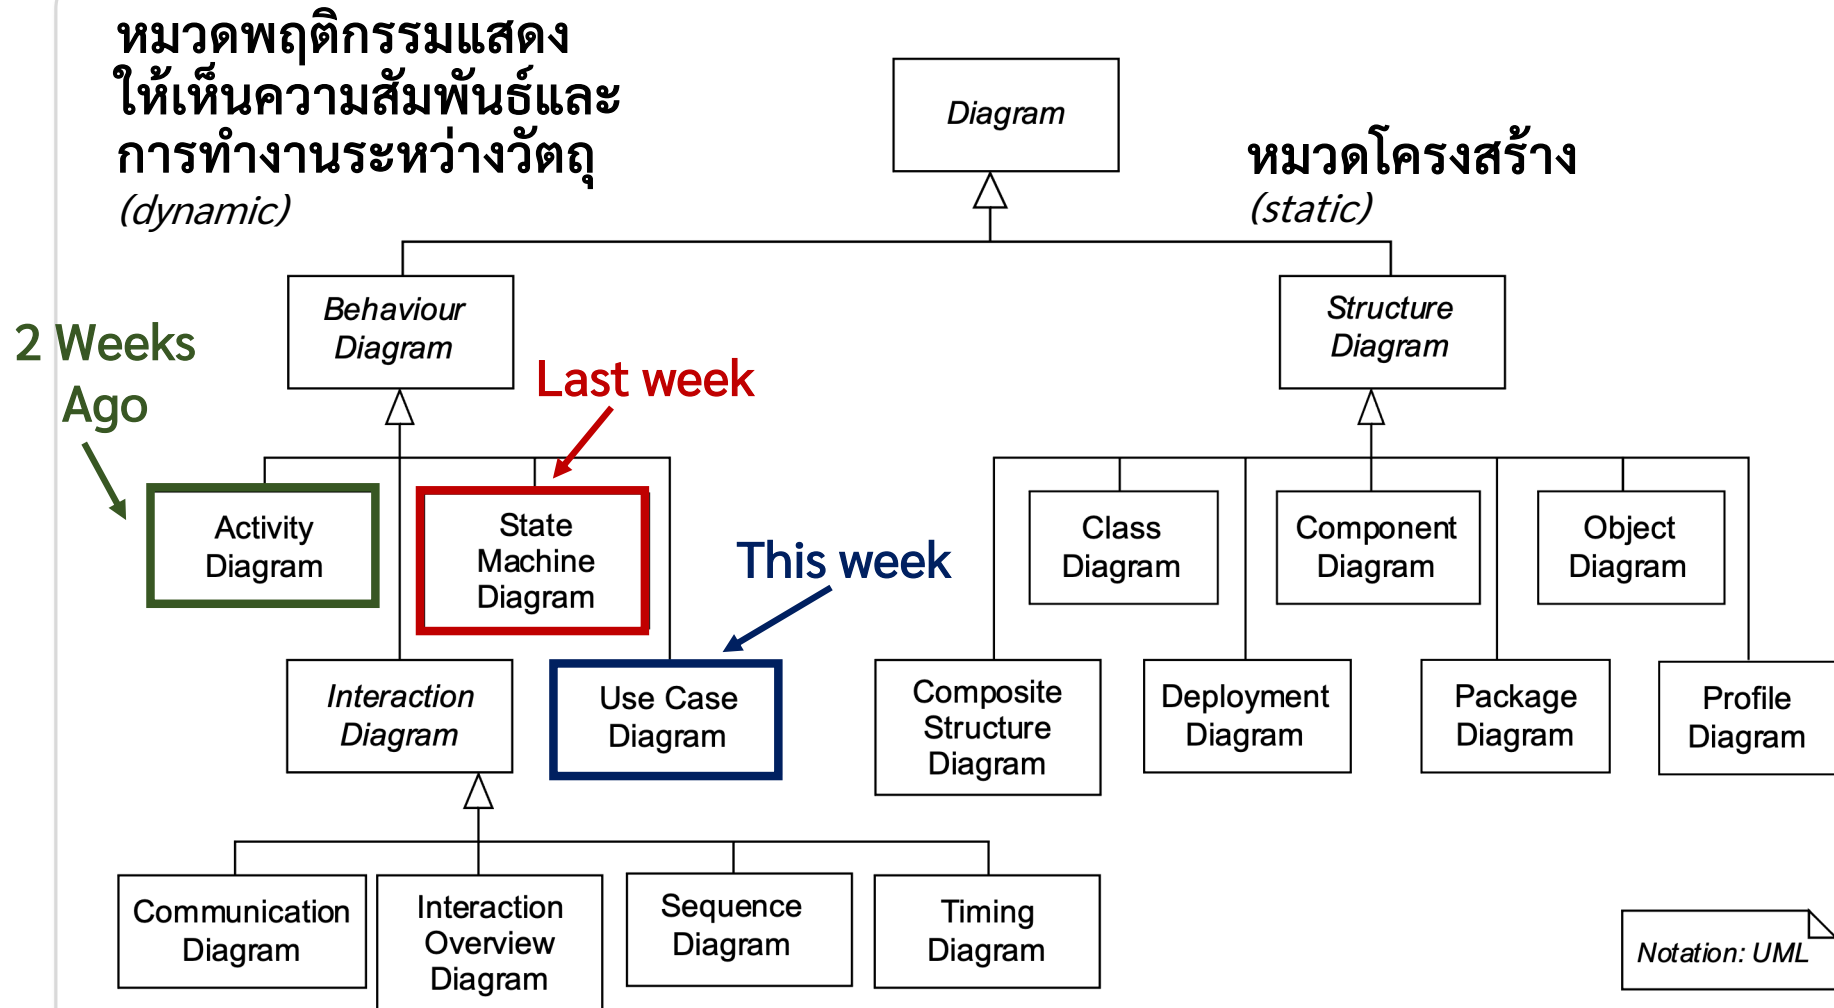 หมวดพฤติกรรมแสดง
ให้เห็นความสัมพันธ์และ
การทำงานระหว่างวัตถุ
(dynamic)
Diagram
หมวดโครงสร้าง
(static)
Behaviour
Diagram
Structure
Diagram
2 Weeks
Ago
Last week
Activity
Diagram
State
Machine
Diagram
This week
Class
Diagram
Component
Diagram
Object
Diagram
Interaction
Diagram
Use Case
Diagram
Composite
Structure
Diagram
Deployment
Diagram
Package
Diagram
Profile
Diagram
Communication
Diagram
Interaction
Overview
Diagram
Sequence
Diagram
Timing
Diagram
Notation: UML